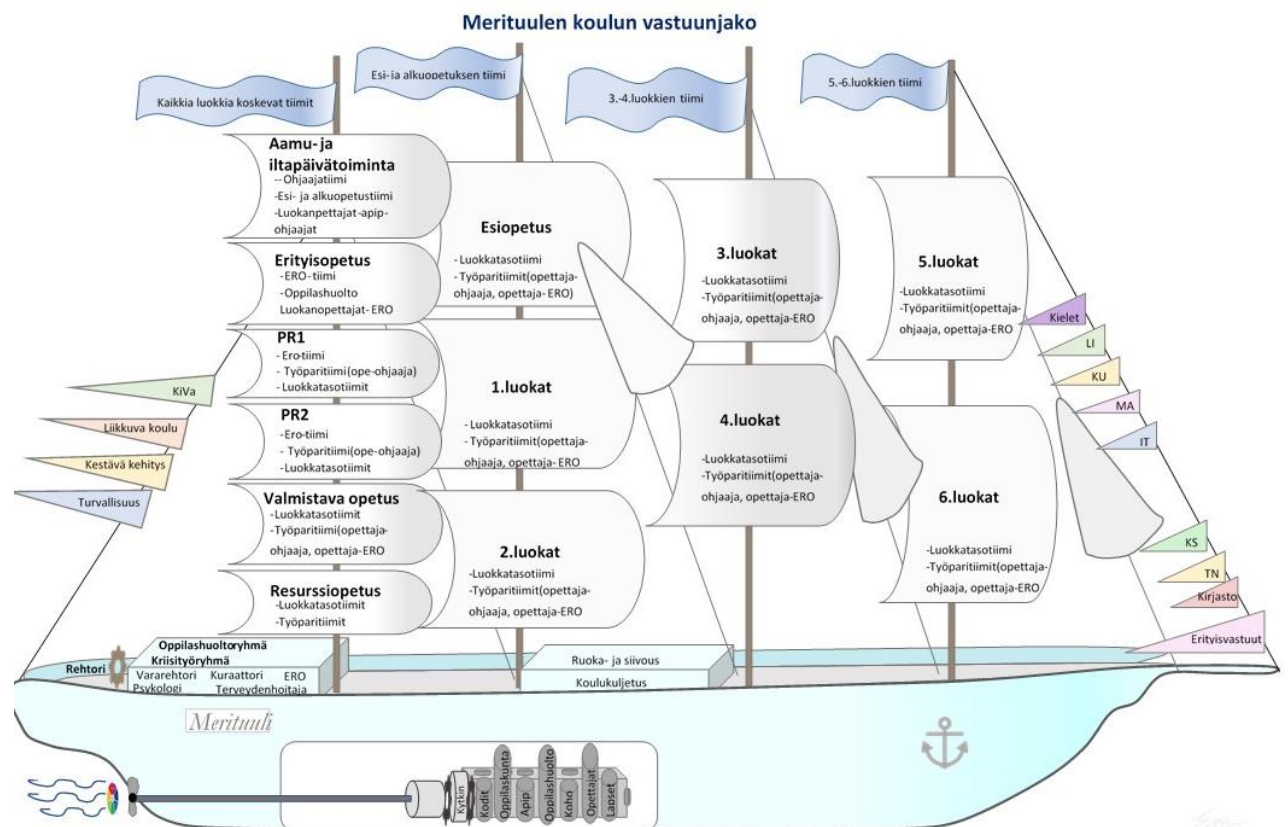 Merituulen koulun vastuunjako
Kaikkia luokkia koskevat tiimit
Esi- ja alkuopetuksen tiimi
3.-4.luokkien tiimi
5.-6.luokkien tiimi
Aamu- ja
iltapäivätoiminta
-- Ohjaajatiimi
-Esi- ja alkuopetustiimi
-Luokanpettajat -apip-
ohjaajat
Erityisopetus
-ERO- tiimi
-Oppilashuolto
Luokanopettajat- ERO
PR1
- Ero-tiimi
- Työparitiimi(ope-ohjaaja)
- Luokkatasotiimit
PR2
- Ero-tiimi
- Työparitiimi(ope-ohjaaja)
-Luokkatasotiimit
Valmistava opetus
-Luokkatasotiimit
-Työparitiimi(opettaja-
ohjaaja, opettaja-ERO
Resurssiopetus
-Luokkatasotiimit
-Työparitiimit
Esiopetus
- Luokkatasotiimi
- Työparitiimit(opettaja-
ohjaaja, opettaja- ERO)
1.luokat
- Luokkatasotiimi
- Työparitiimit(opettaja-
ohjaaja, opettaja- ERO
2.luokat
-Luokkatasotiimi
-Työparitiimit(opettaja-
ohjaaja, opettaja-ERO
3.luokat
-Luokkatasotiimi
-Työparitiimit(opettaja-
ohjaaja, opettaja-ERO
4.luokat
-Luokkatasotiimi
-Työparitiimit(opettaja-
ohjaaja, opettaja-ERO
5.luokat
-Luokkatasotiimi
-Työparitiimit(opettaja-
ohjaaja, opettaja-ERO
6.luokat
-Luokkatasotiimi
-Työparitiimit(opettaja-
ohjaaja, opettaja-ERO
KiVa
Liikkuva koulu
Kestävä kehitys
Turvallisuus
Kielet
LI
KU
MA
IT
KS
TN
Kirjasto
Erityisvastuut
Rehtori
Oppilashuoltoryhmä
Kriisityöryhmä
Vararehtori Kuraattori ERO
Psykologi Terveydenhoitaja
Ruoka- ja siivous
Koulukuljetus
Merituuli
Kytkin
Kodit
Oppilaskunta
Apip
Oppilashuolto
Koho
Opettajat
Lapset